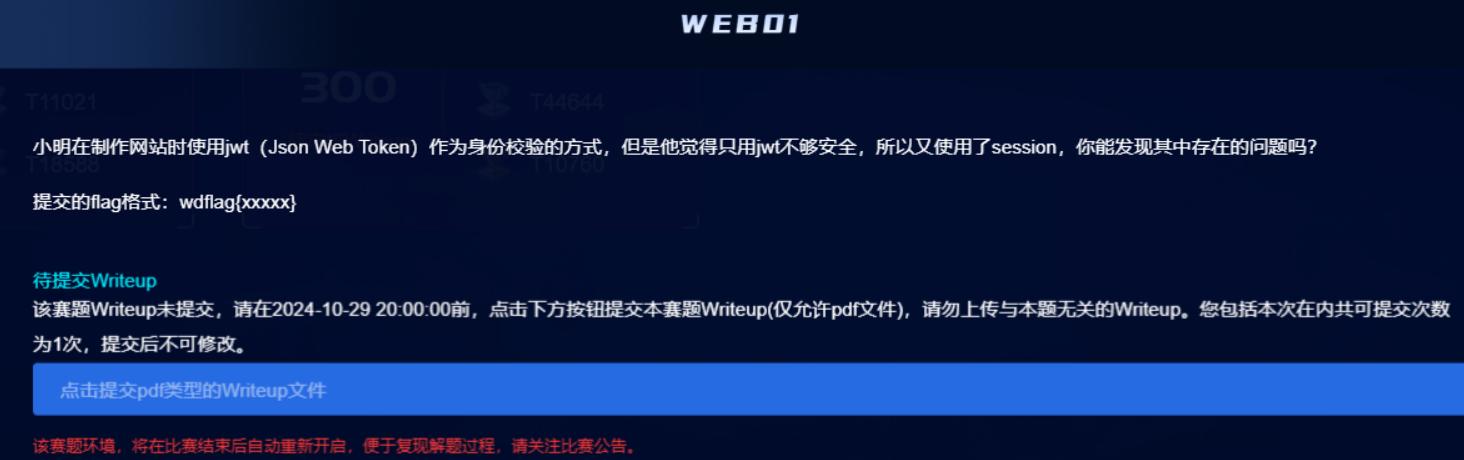 WEB01
300
T11021
T44644
小明在制作网站时使用jwt（Json Web Token）作为身份校验的方式，但是他觉得只用jwt不够安全，所以又使用了session，你能发现其中存在的问题吗？
T18588
T10760
提交的flag格式：wdflag{xxxxx}
待提交Writeup
该赛题Writeup未提交，请在2024-10-29 20:00:00前，点击下方按钮提交本赛题Writeup(仅允许pdf文件)，请勿上传与本题无关的Writeup。您包括本次在内共可提交次数
为1次，提交后不可修改。
点击提交pdf类型的Writeup文件
该赛题环境，将在比赛结束后自动重新开启，便于复现解题过程，请关注比赛公告。